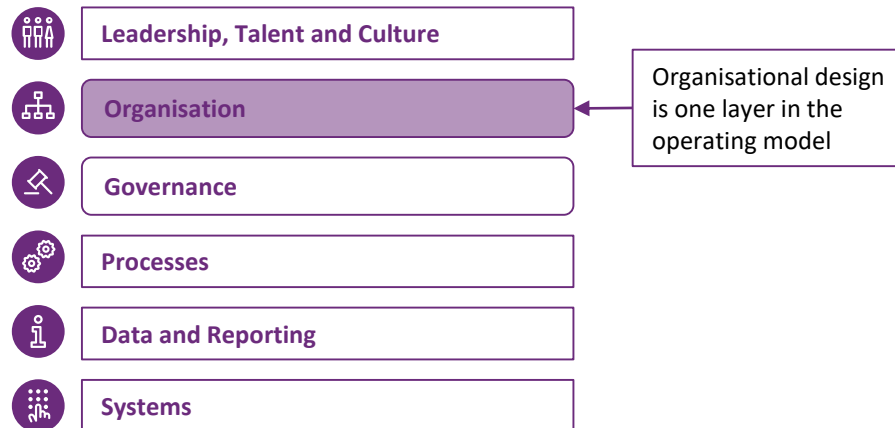 Leadership, Talent and Culture
Organisation
Organisational design
is one layer in the
operating model
Governance
Processes
Data and Reporting
Systems